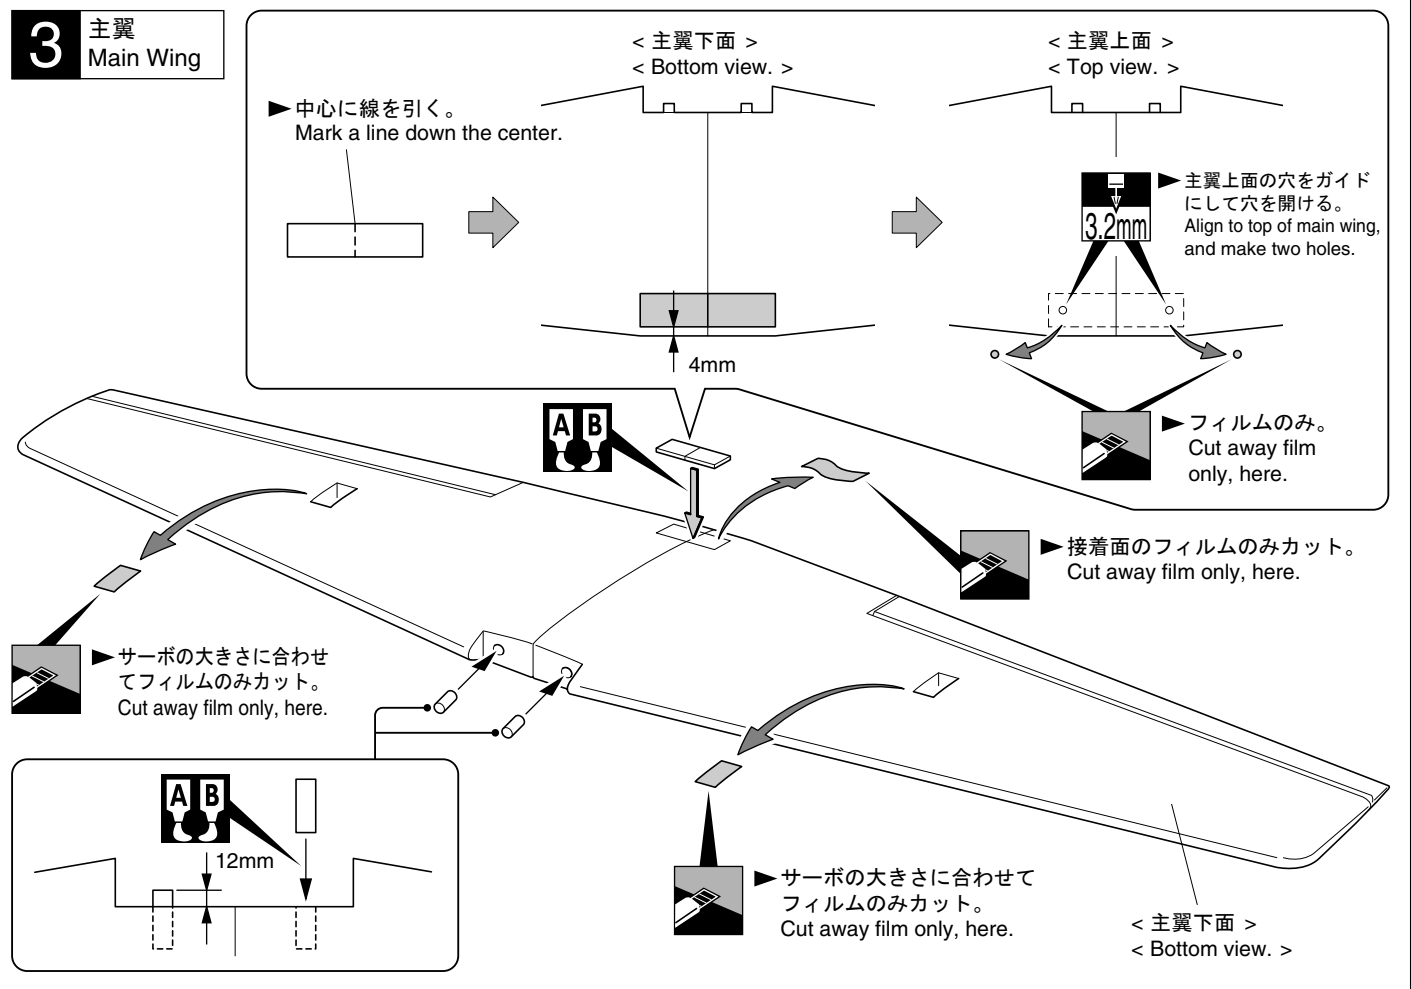 3
主翼
Main Wing
< 主翼下面 >
< Bottom view. >
< 主翼上面 >
< Top view. >
中心に線を引く。
Mark a line down the center.
3.2mm
主翼上面の穴をガイド
にして穴を開ける。
Align to top of main wing,
and make two holes.
4mm
A B
フィルムのみ。
Cut away film
only, here.
接着面のフィルムのみカット。
Cut away film only, here.
サーボの大きさに合わせ
てフィルムのみカット。
Cut away film only, here.
A B
12mm
サーボの大きさに合わせて
フィルムのみカット。
Cut away film only, here.
< 主翼下面 >
< Bottom view. >